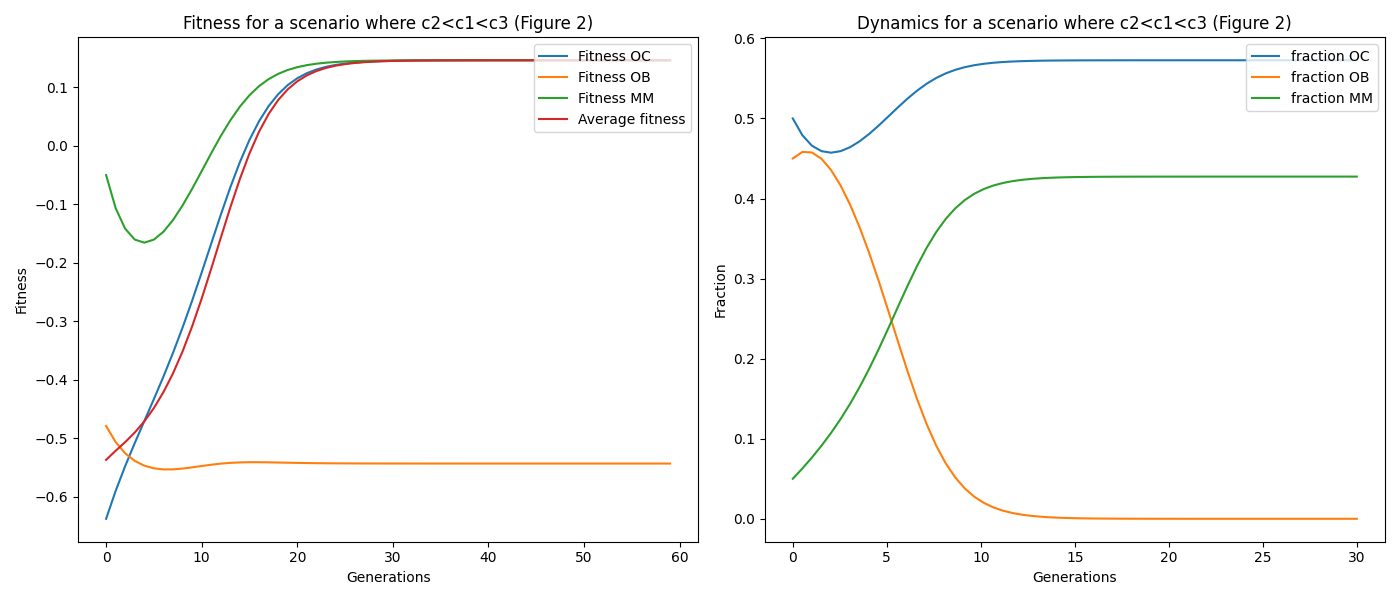 Fitness for a scenario where c2<c1<c3 (Figure 2)
Fitness
0.1
0.0
−0.1
−0.2
−0.3
−0.4
−0.5
−0.6
Fitness OC
Fitness OB
Fitness MM
Average fitness
0 10 20 30 40 50 60
Generations
Dynamics for a scenario where c2<c1<c3 (Figure 2)
Fraction
0.6
0.5
0.4
0.3
0.2
0.1
0.0
fraction OC
fraction OB
fraction MM
0 5 10 15 20 25 30
Generations